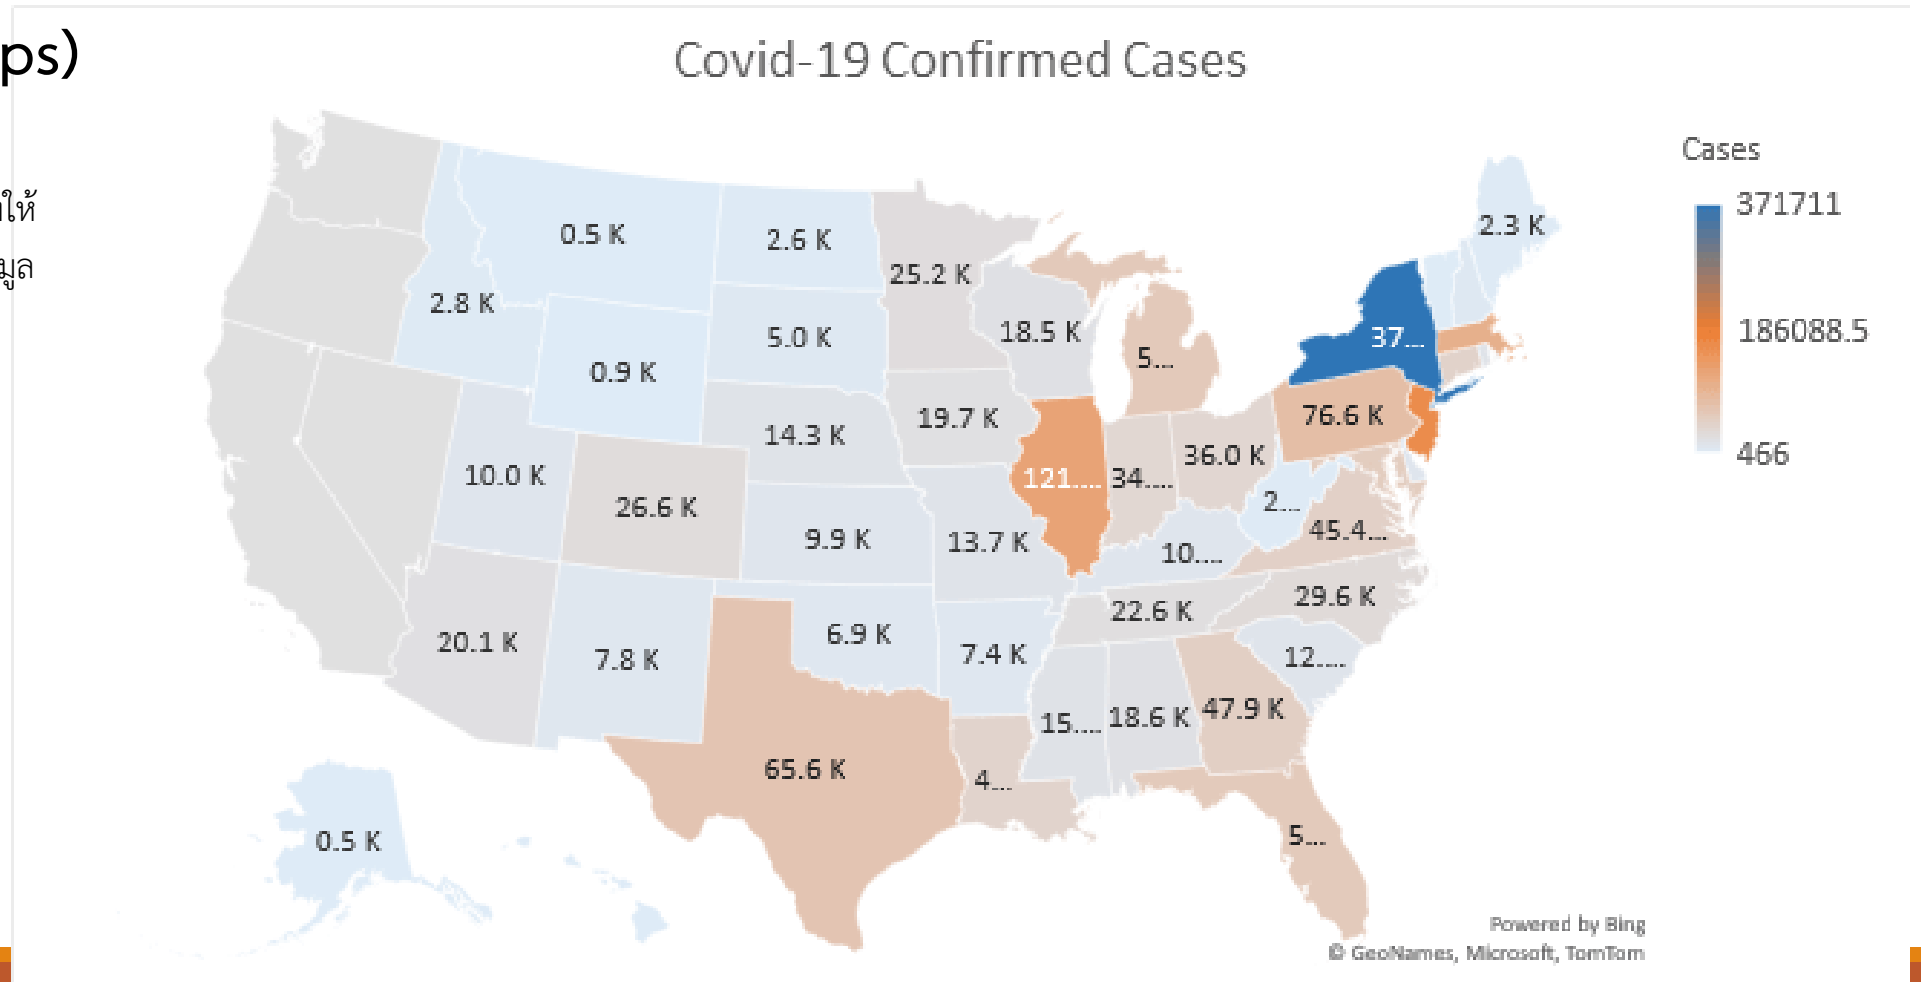 ps)
Covid-19 Confirmed Cases
ให้
มูล
Cases
371711
186088.5
466
0.5 K
2.6 K
2.3 K
25.2 K
2.8 K
18.5 K
5.0 K
37...
5...
0.9 K
19.7 K
76.6 K
14.3 K
36.0 K
10.0 K
121....
34....
26.6 K
2...
45.4...
9.9 K
13.7 K
10....
29.6 K
22.6 K
20.1 K
6.9 K
7.8 K
7.4 K
12....
47.9 K
15....
18.6 K
65.6 K
4...
0.5 K
5...
Powered by Bing
© GeoNames, Microsoft, TomTom